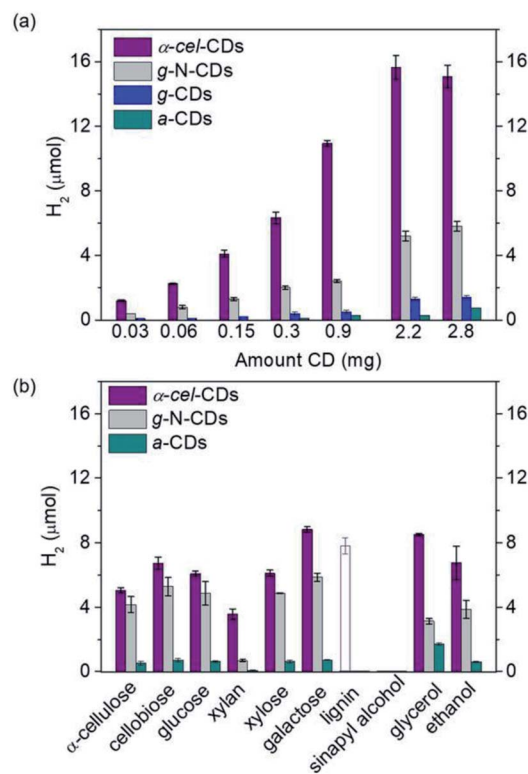 (a)
α-cel-CDs
g-N-CDs
g-CDs
a-CDs
H₂ (μmol)
16
12
8
4
0
16
12
8
4
0
0.03 0.06 0.15 0.3 0.9 2.2 2.8
Amount CD (mg)
(b)
α-cel-CDs
g-N-CDs
a-CDs
H₂ (μmol)
16
12
8
4
0
16
12
8
4
0
α-cellulose
cellobiose
glucose
xylan
xylose
galactose
lignin
sinapyl alcohol
glycerol
ethanol